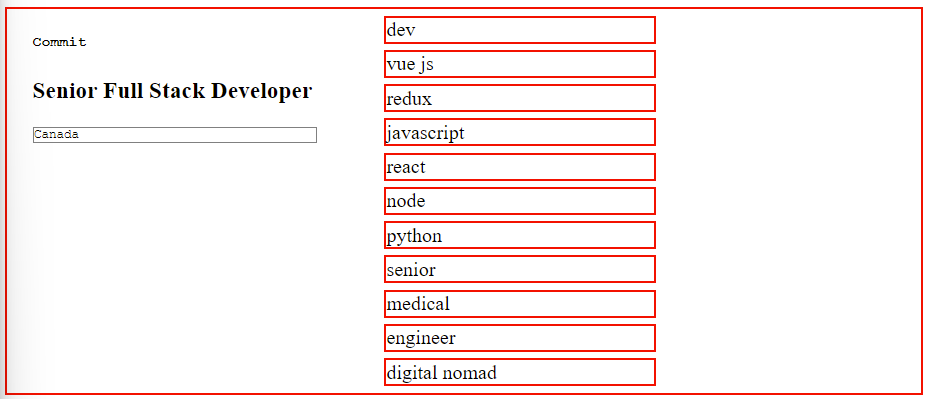 Commit
Senior Full Stack Developer
Canada
dev
vue js
redux
javascript
react
node
python
senior
medical
engineer
digital nomad